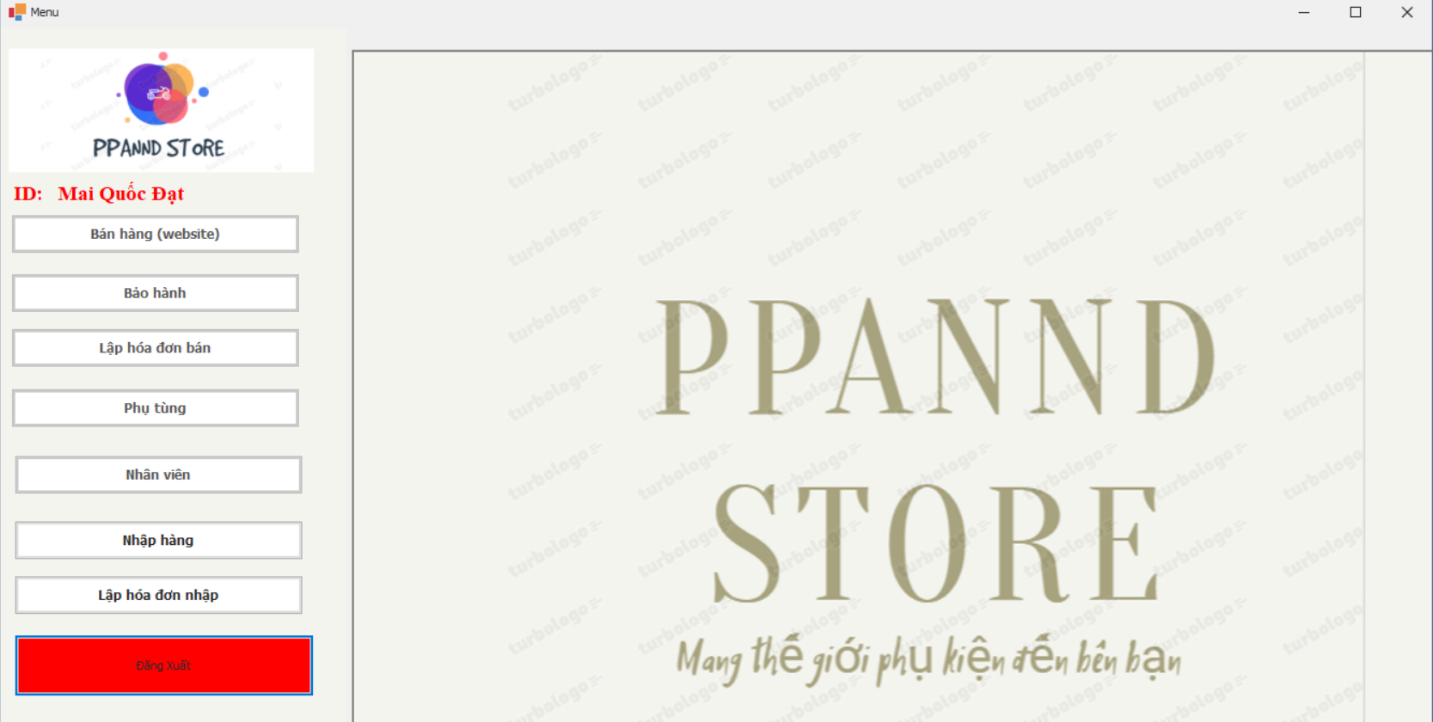 Menu
PPANND STORE
ID: Mai Quốc Đạt
Bán hàng (website)
Bảo hành
Lập hóa đơn bán
Phụ tùng
Nhân viên
Nhập hàng
Lập hóa đơn nhập
Đăng Xuất
PPANND
STORE
Mang thế giới phụ kiện đến bên bạn
turbologo